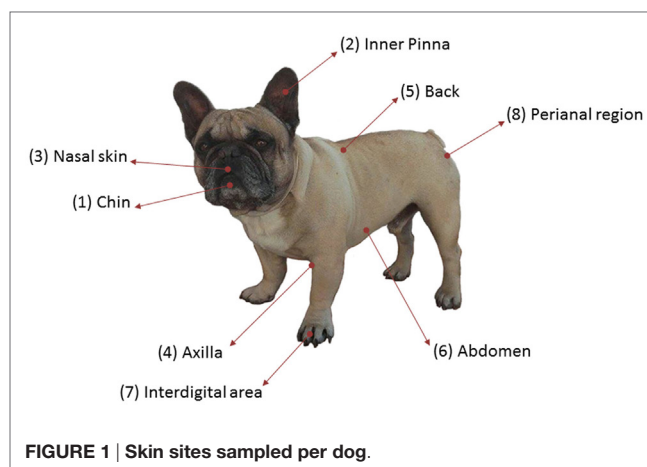 (2) Inner Pinna
(5) Back
(8) Perianal region
(3) Nasal skin
(1) Chin
(4) Axilla
(6) Abdomen
(7) Interdigital area
FIGURE 1 | Skin sites sampled per dog.